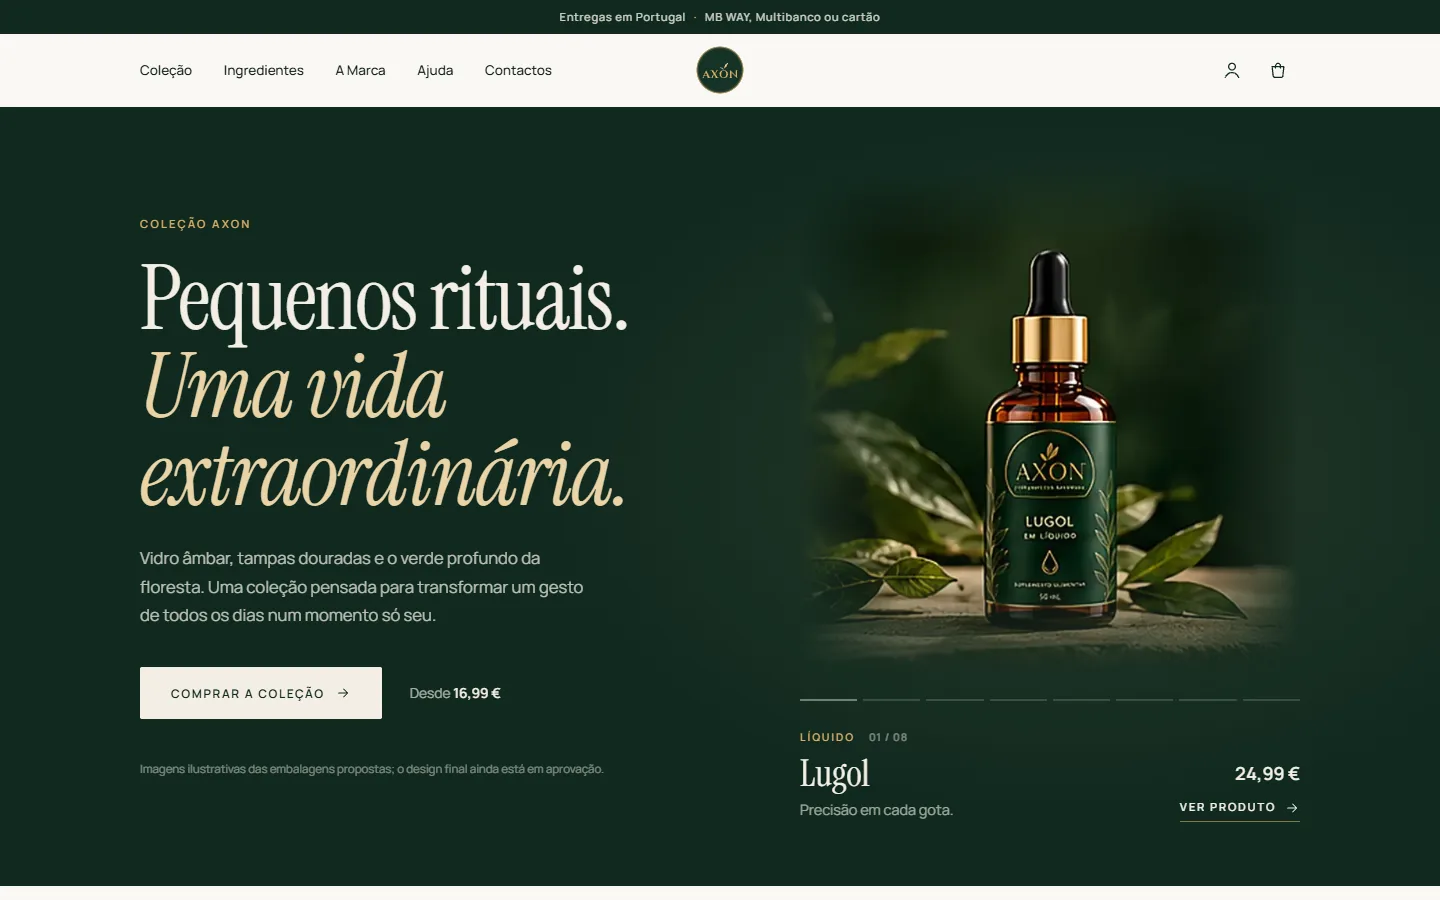 Entregas em Portugal · MB WAY, Multibanco ou cartão
Coleção
Ingredientes
A Marca
Ajuda
Contactos
AXON
COLEÇÃO AXON
Pequenos rituais.
Uma vida
extraordinária.
Vidro âmbar, tampas douradas e o verde profundo da
floresta. Uma coleção pensada para transformar um gesto
de todos os dias num momento só seu.
COMPRAR A COLEÇÃO →
Desde 16,99 €
Imagens ilustrativas das embalagens propostas; o design final ainda está em aprovação.
AXON
LUGOL
EM LÍQUIDO
SUPLEMENTO ALIMENTAR
50 mL
LÍQUIDO 01 / 08
Lugol
Precisão em cada gota.
24,99 €
VER PRODUTO →